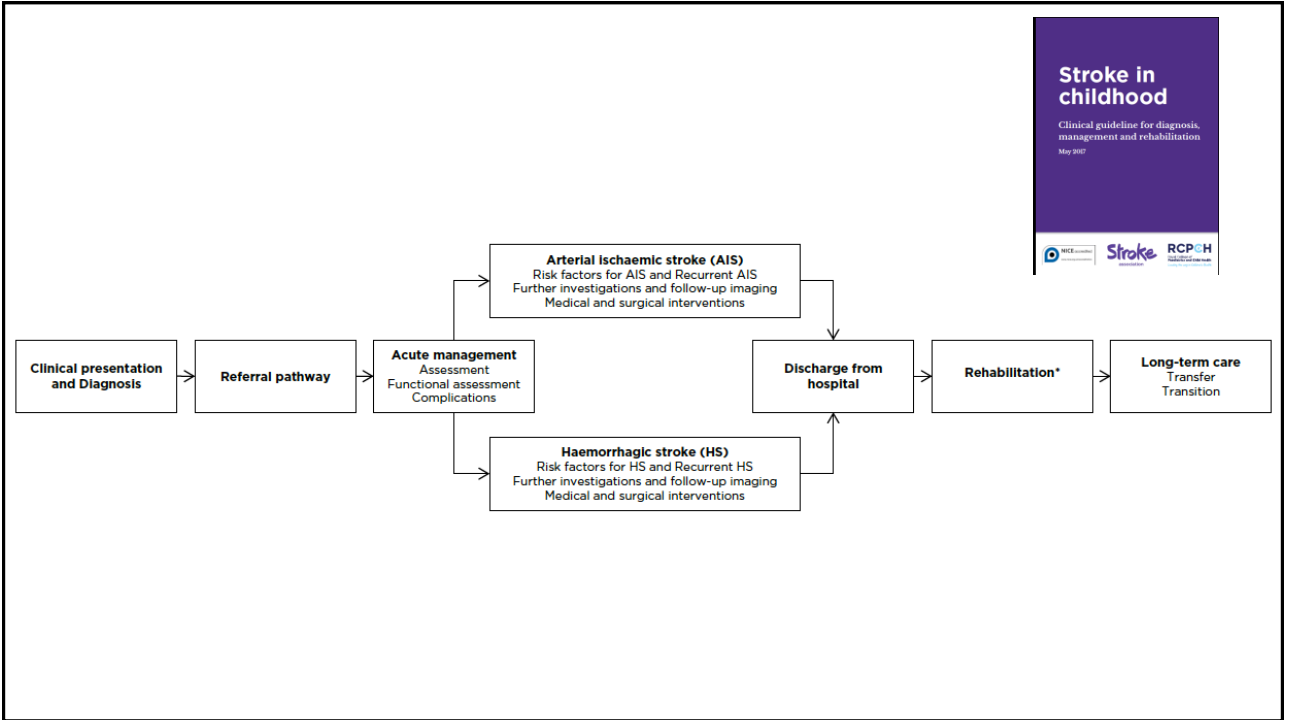 Stroke in
childhood
Clinical guideline for diagnosis,
management and rehabilitation
May 2017
NICE accredited
Stroke
association
RCPCH
Arterial ischaemic stroke (AIS)
Risk factors for AIS and Recurrent AIS
Further investigations and follow-up imaging
Medical and surgical interventions
Clinical presentation
and Diagnosis
Referral pathway
Acute management
Assessment
Functional assessment
Complications
Discharge from
hospital
Rehabilitation*
Long-term care
Transfer
Transition
Haemorrhagic stroke (HS)
Risk factors for HS and Recurrent HS
Further investigations and follow-up imaging
Medical and surgical interventions